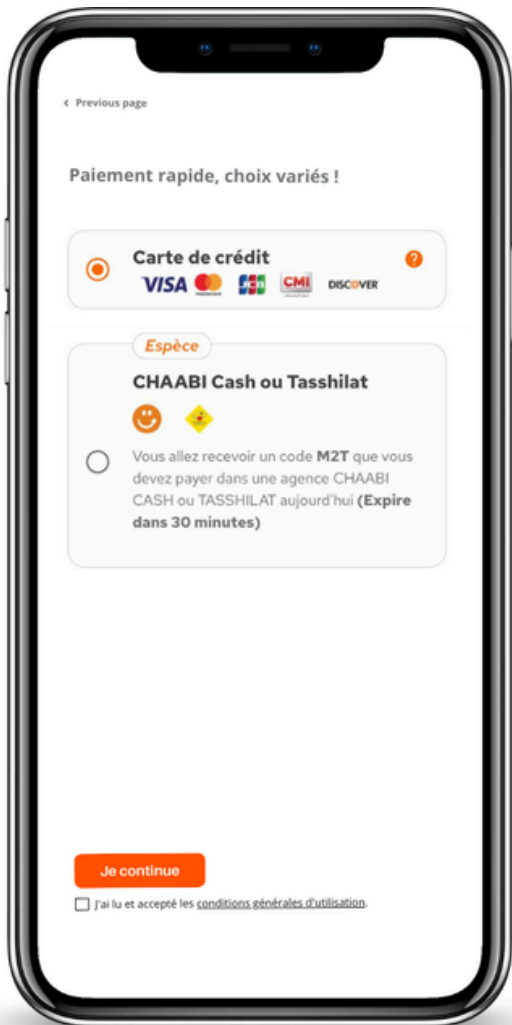 < Previous page
Paiement rapide, choix variés !
Carte de crédit
VISA JCB CMI DISCOVER
Espèce
CHAABI Cash ou Tasshilat
Vous allez recevoir un code M2T que vous
devez payer dans une agence CHAABI
CASH ou TASSHILAT aujourd'hui (Expire
dans 30 minutes)
Je continue
J'ai lu et accepté les conditions générales d'utilisation.